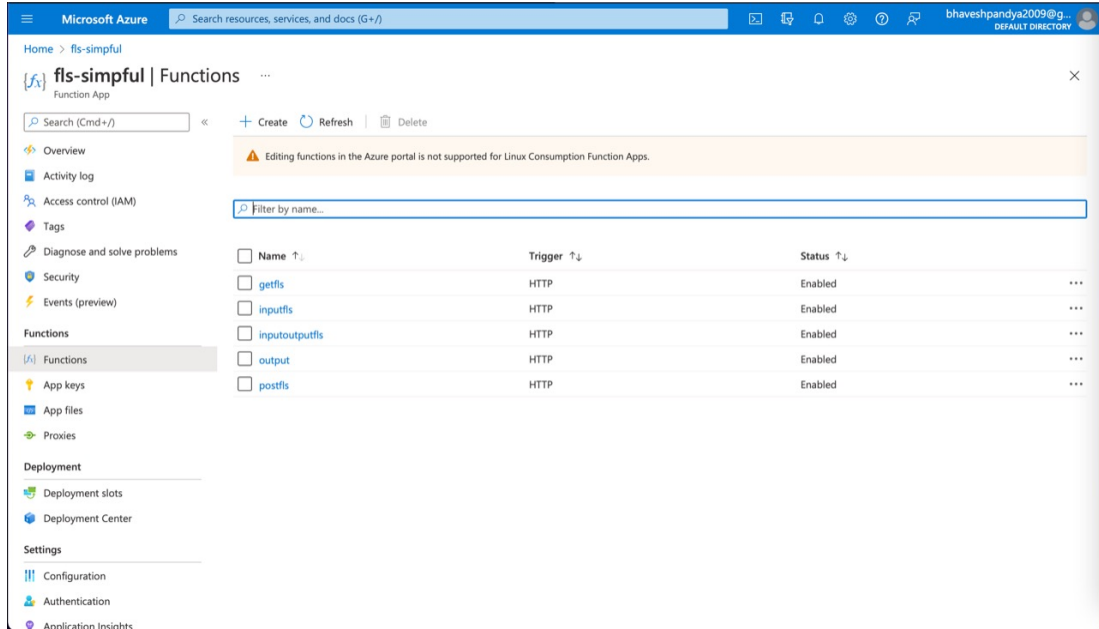 Microsoft Azure
Search resources, services, and docs (G+/)
bhaveshpandya2009@g...
DEFAULT DIRECTORY
Home > fls-simpful
{fx} fls-simpful | Functions ...
Function App
Search (Cmd+/)
«
+ Create Refresh Delete
Overview
Editing functions in the Azure portal is not supported for Linux Consumption Function Apps.
Activity log
Access control (IAM)
Filter by name...
Tags
Diagnose and solve problems
Name ↑↓ Trigger ↑↓ Status ↑↓
Security
getfls HTTP Enabled ...
Events (preview)
inputfls HTTP Enabled ...
Functions
inputoutputfls HTTP Enabled ...
{fx} Functions
output HTTP Enabled ...
App keys
postfls HTTP Enabled ...
App files
Proxies
Deployment
Deployment slots
Deployment Center
Settings
Configuration
Authentication
Application Insights